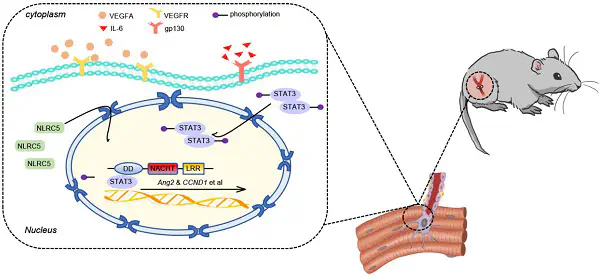 cytoplasm
VEGFA
VEGFR
phosphorylation
IL-6
gp130
STAT3
STAT3
NLRC5
STAT3
STAT3
NLRC5
NLRC5
DD
NACHT
LRR
STAT3
Ang2 & CCND1 et al
Nucleus